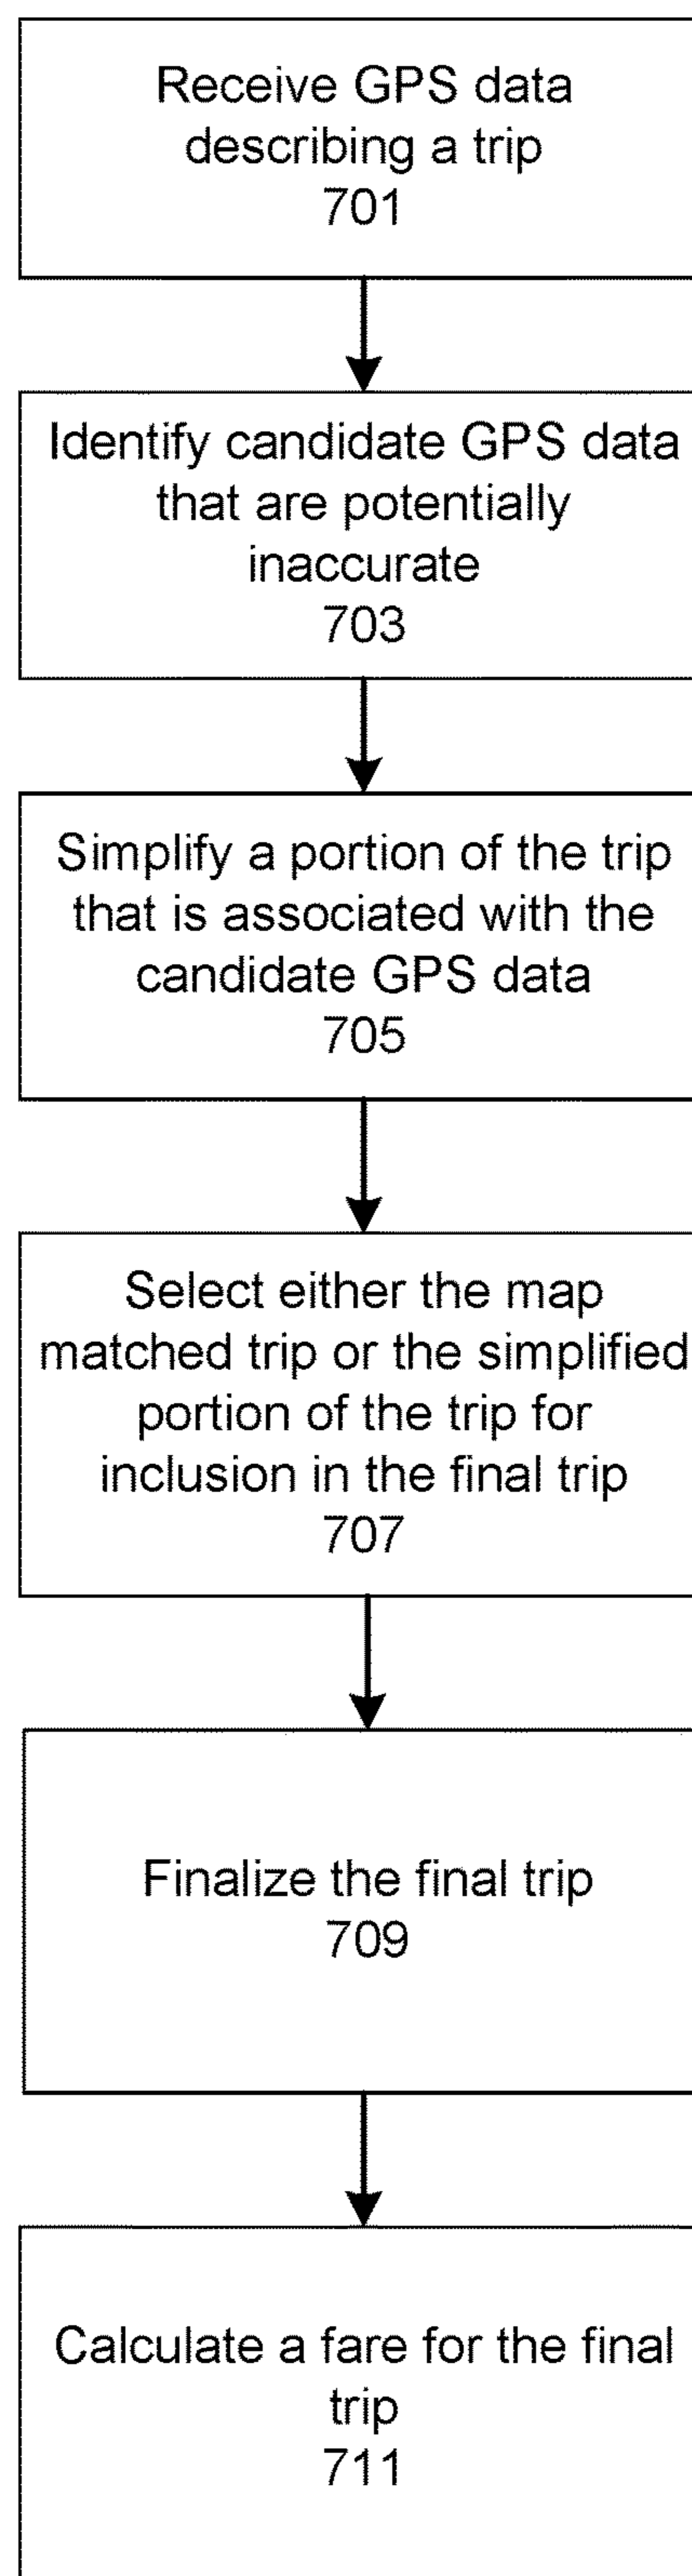 Receive GPS data
describing a trip
701
Identify candidate GPS data
that are potentially
inaccurate
703
Simplify a portion of the trip
that is associated with the
candidate GPS data
705
Select either the map
matched trip or the simplified
portion of the trip for
inclusion in the final trip
707
Finalize the final trip
709
Calculate a fare for the final
trip
711